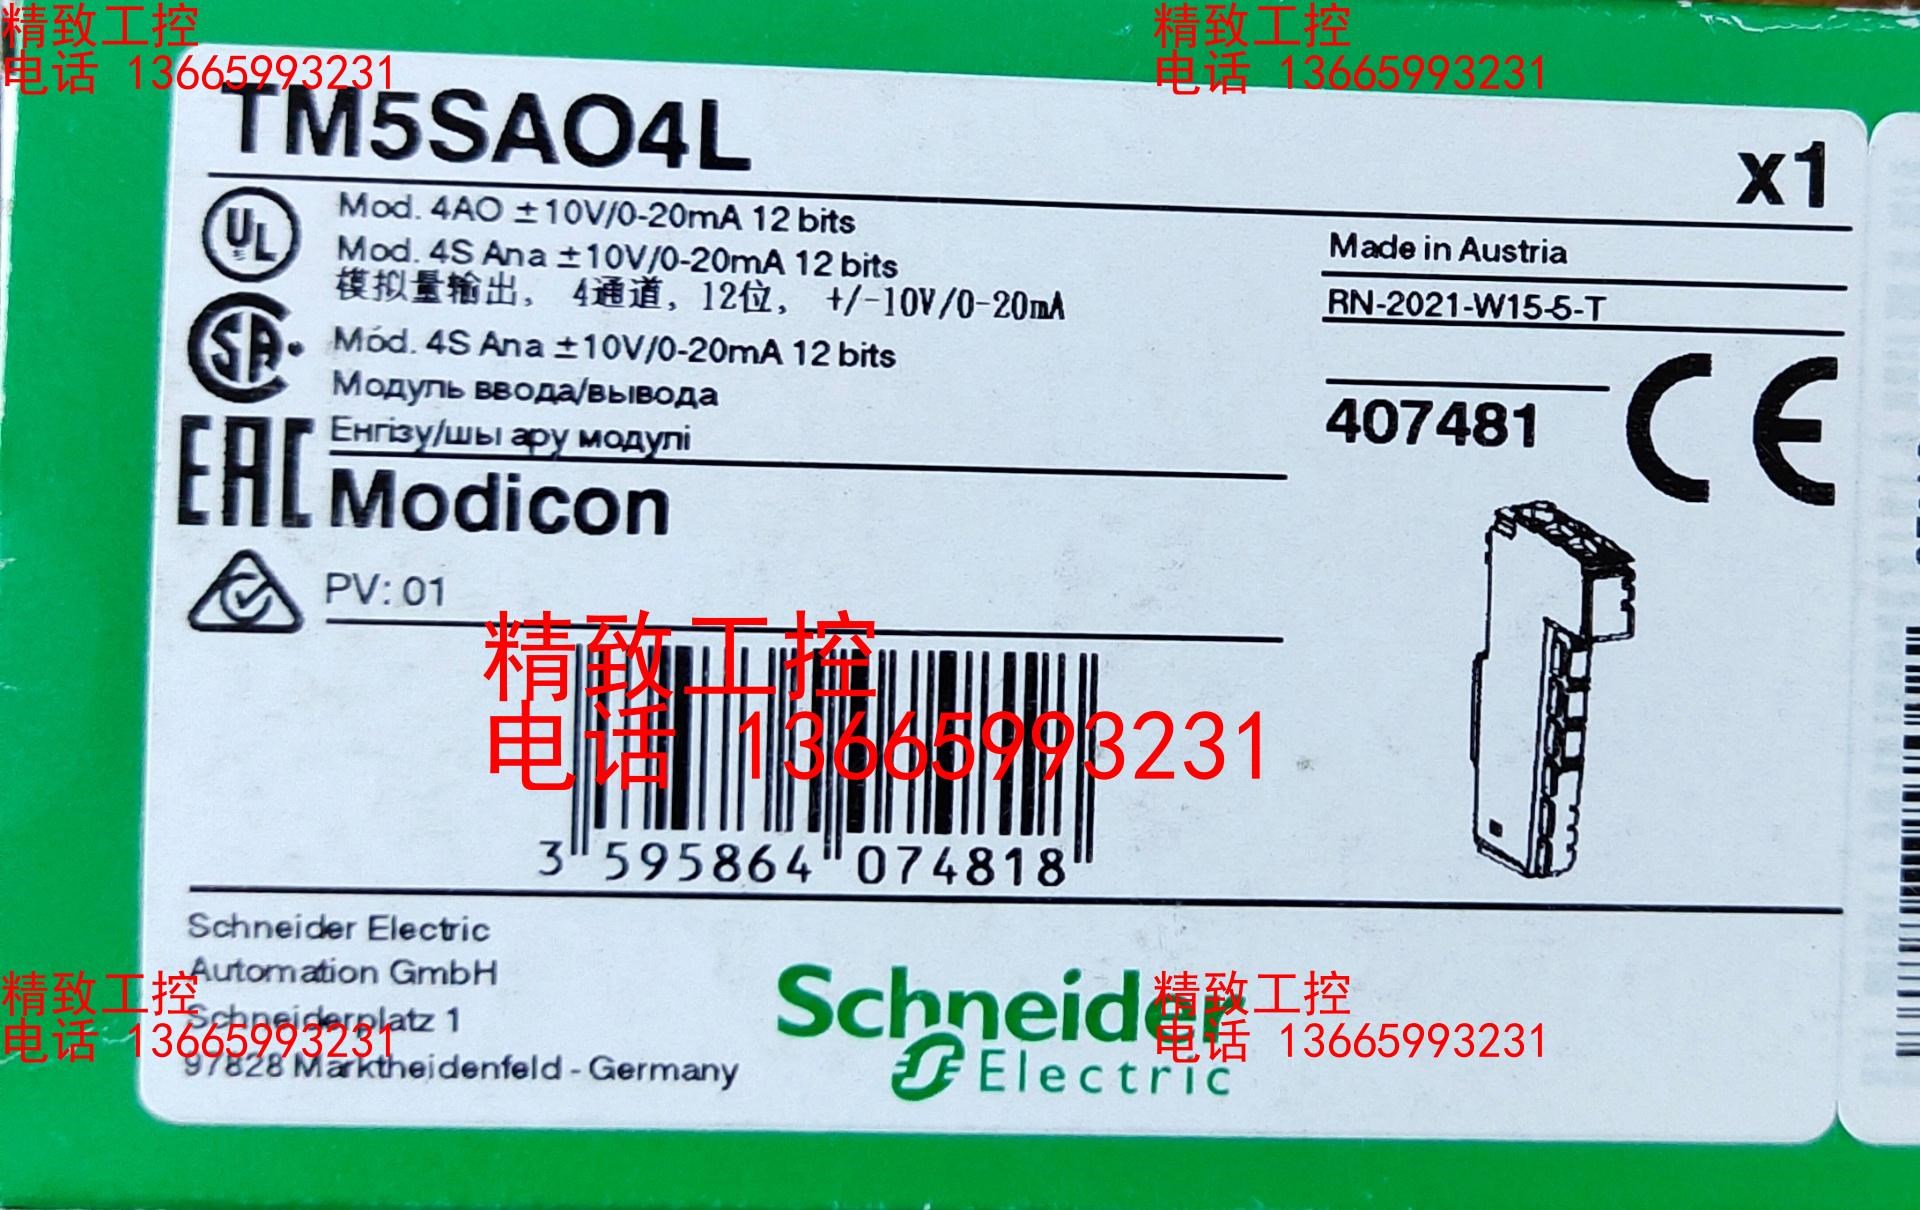 精致工控
电话 13665993231
精致工控
电话 13665993231
TM5SAO4L
x1
Mod. 4AO ±10V/0-20mA 12 bits
Mod. 4S Ana ±10V/0-20mA 12 bits
模拟量输出, 4通道, 12位, +/-10V/0-20mA
Mód. 4S Ana ±10V/0-20mA 12 bits
Модуль ввода/вывода
Енгізу/шы ару модулі
Made in Austria
RN-2021-W15-5-T
407481
CE
UL
SA
EAC
Modicon
PV: 01
精致工控
电话 13665993231
3 595864 074818
Schneider Electric
Automation GmbH
Schneiderplatz 1
97828 Marktheidenfeld - Germany
Schneider
Electric
精致工控
电话 13665993231
精致工控
电话 13665993231